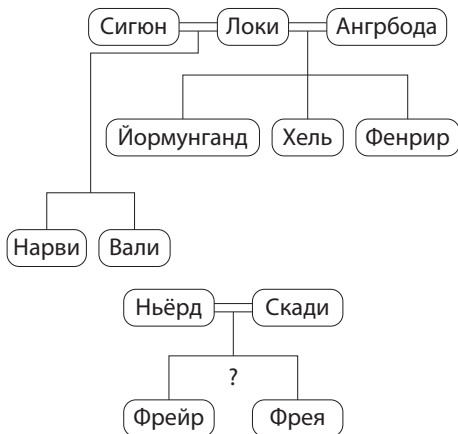 Сигюн Локи Ангрбода
Йормунганд Хель Фенрир
Нарви Вали
Ньёрд Скади
?
Фрейр Фрея